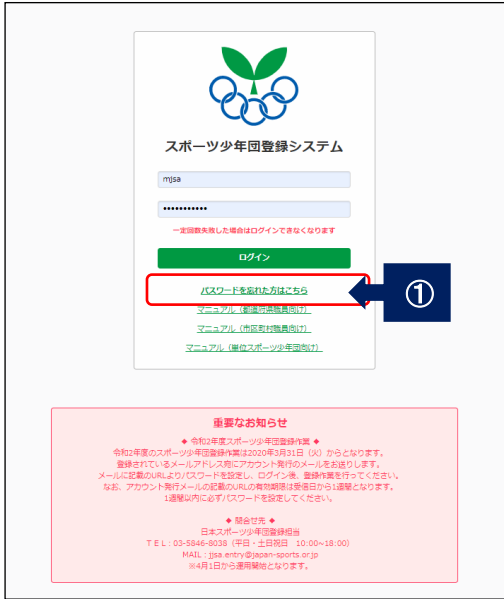 スポーツ少年団登録システム
mjsa
•••••••••••
一定回数失敗した場合はログインできなくなります
ログイン
パスワードを忘れた方はこちら
①
マニュアル（都道府県職員向け）
マニュアル（市区町村職員向け）
マニュアル（単位スポーツ少年団向け）
重要なお知らせ
◆ 令和2年度スポーツ少年団登録作業 ◆
令和2年度のスポーツ少年団登録作業は2020年3月31日（火）からとなります。
登録されているメールアドレス宛にアカウント発行のメールをお送りします。
メールに記載のURLよりパスワードを設定し、ログイン後、登録作業を行ってください。
なお、アカウント発行メールの記載のURLの有効期限は受信日から1週間となります。
1週間以内に必ずパスワードを設定してください。
◆ 問合せ先 ◆
日本スポーツ少年団登録担当
ＴＥＬ：03-5846-8038（平日・土日祝日　10:00~18:00）
MAIL : jjsa.entry@japan-sports.or.jp
※4月1日から運用開始となります。